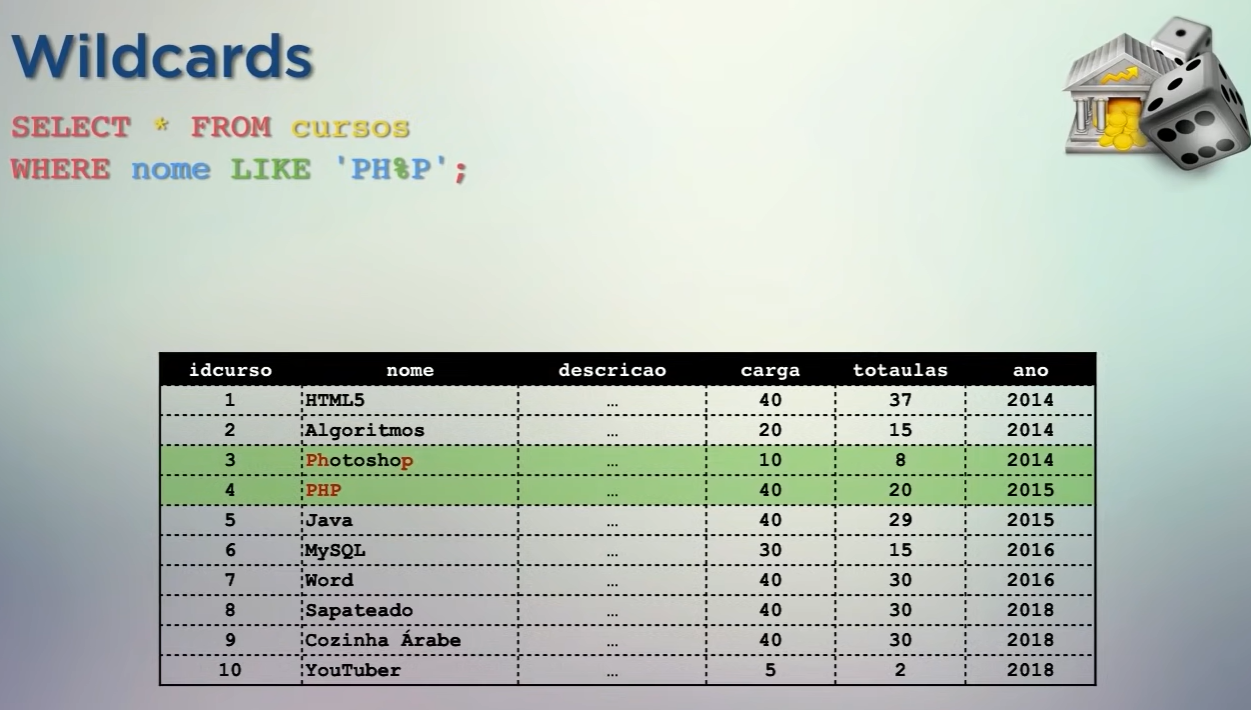 Wildcards
SELECT * FROM cursos
WHERE nome LIKE 'PH%P';
idcurso nome descricao carga totaulas ano
1 HTML5 … 40 37 2014
2 Algoritmos … 20 15 2014
3 Photoshop … 10 8 2014
4 PHP … 40 20 2015
5 Java … 40 29 2015
6 MySQL … 30 15 2016
7 Word … 40 30 2016
8 Sapateado … 40 30 2018
9 Cozinha Árabe … 40 30 2018
10 YouTuber … 5 2 2018